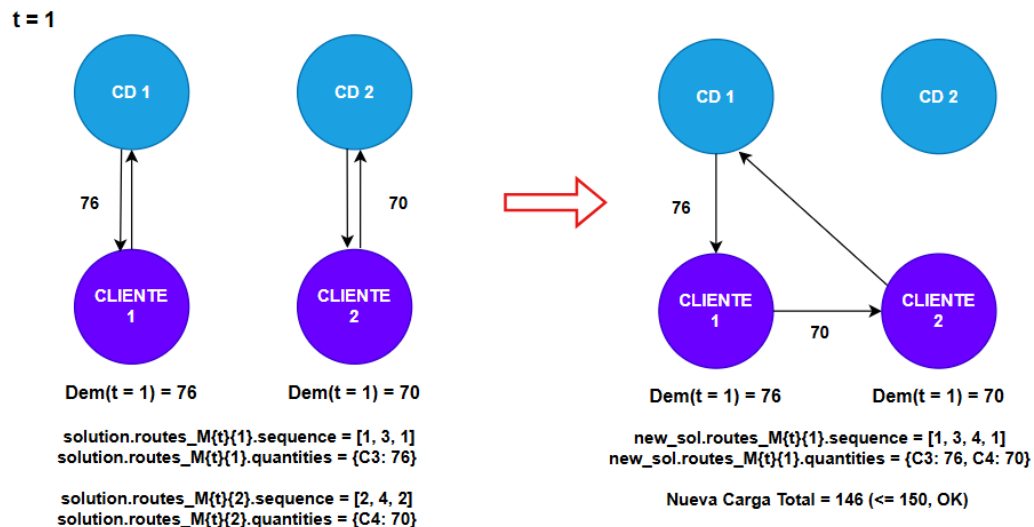 t = 1
CD 1
CD 2
76
70
CLIENTE
1
CLIENTE
2
Dem(t = 1) = 76
Dem(t = 1) = 70
solution.routes_M{t}{1}.sequence = [1, 3, 1]
solution.routes_M{t}{1}.quantities = {C3: 76}
solution.routes_M{t}{2}.sequence = [2, 4, 2]
solution.routes_M{t}{2}.quantities = {C4: 70}
CD 1
CD 2
76
CLIENTE
1
70
CLIENTE
2
Dem(t = 1) = 76
Dem(t = 1) = 70
new_sol.routes_M{t}{1}.sequence = [1, 3, 4, 1]
new_sol.routes_M{t}{1}.quantities = {C3: 76, C4: 70}
Nueva Carga Total = 146 (<= 150, OK)